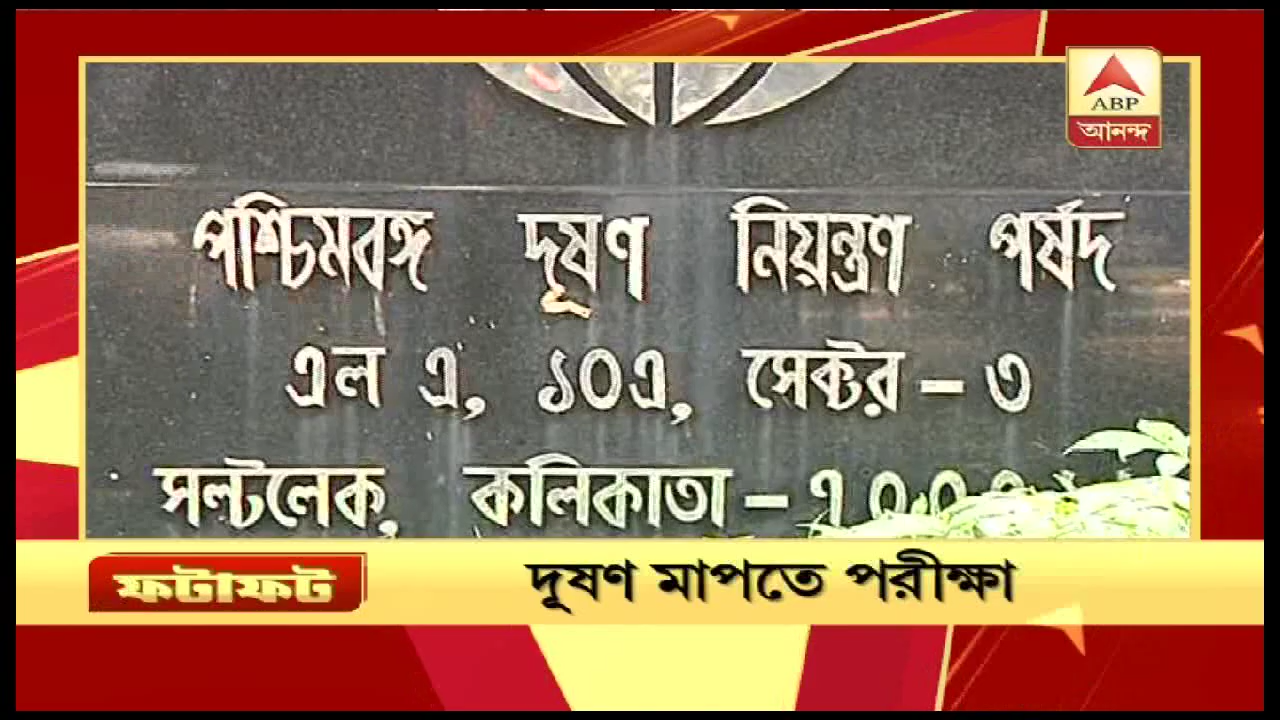 ABP
আনন্দ
পশ্চিমবঙ্গ দূষণ নিয়ন্ত্রণ পর্ষদ
এল এ, ১০এ, সেক্টর – ৩
সল্টলেক, কলিকাতা –
ফটাফট
দূষণ মাপতে পরীক্ষা